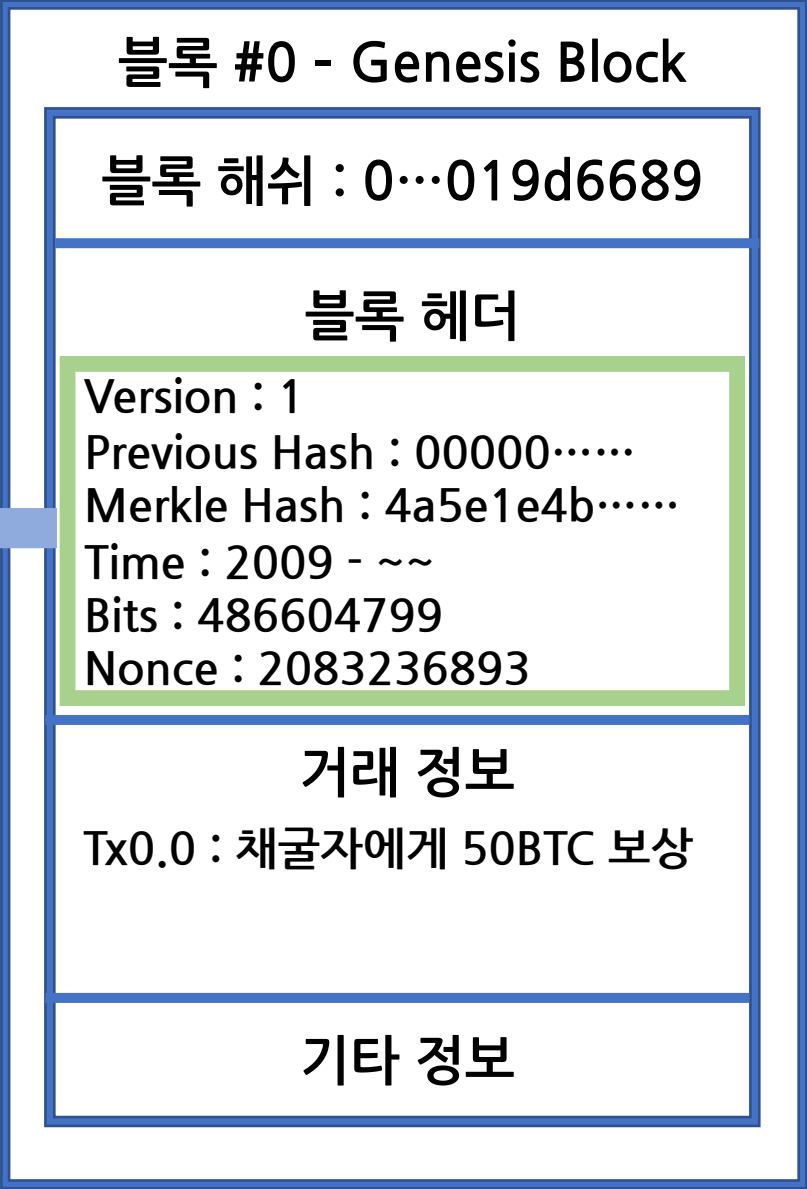 블록 #0 - Genesis Block
블록 해쉬 : 0…019d6689
블록 헤더
Version : 1
Previous Hash : 00000……
Merkle Hash : 4a5e1e4b……
Time : 2009 - ~~
Bits : 486604799
Nonce : 2083236893
거래 정보
Tx0.0 : 채굴자에게 50BTC 보상
기타 정보